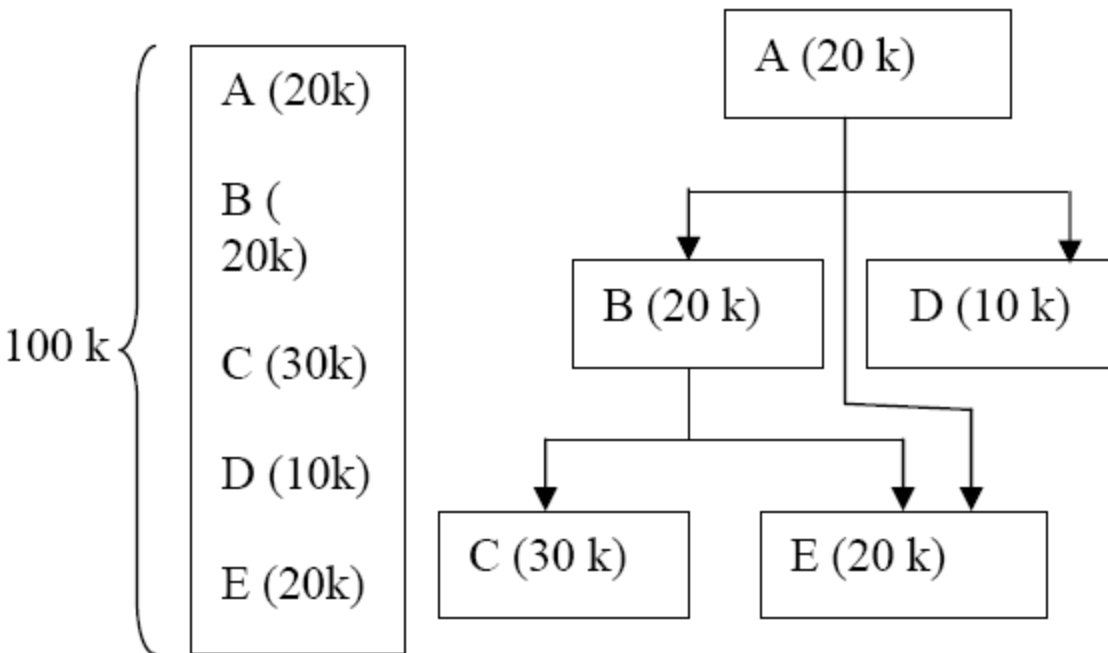 A (20 k)
A (20k)
B (
20k)
B (20 k)
D (10 k)
100 k
C (30k)
D (10k)
C (30 k)
E (20 k)
E (20k)